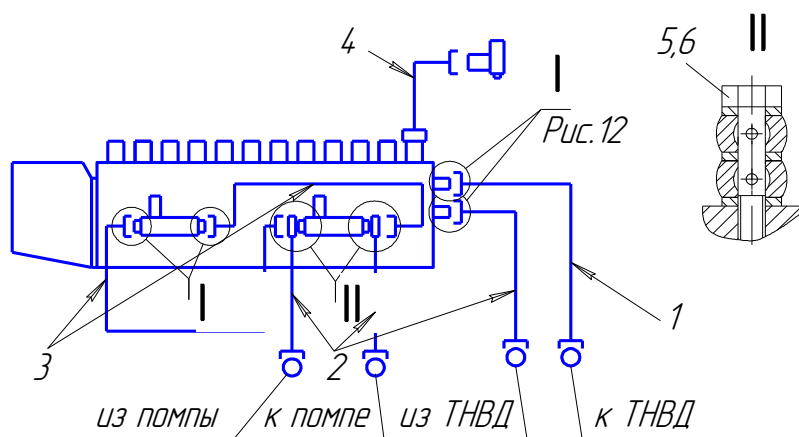 4
I
Рис.12
5,6
II
I
II
3
2
1
из помпы
к помпе
из ТНВД
к ТНВД